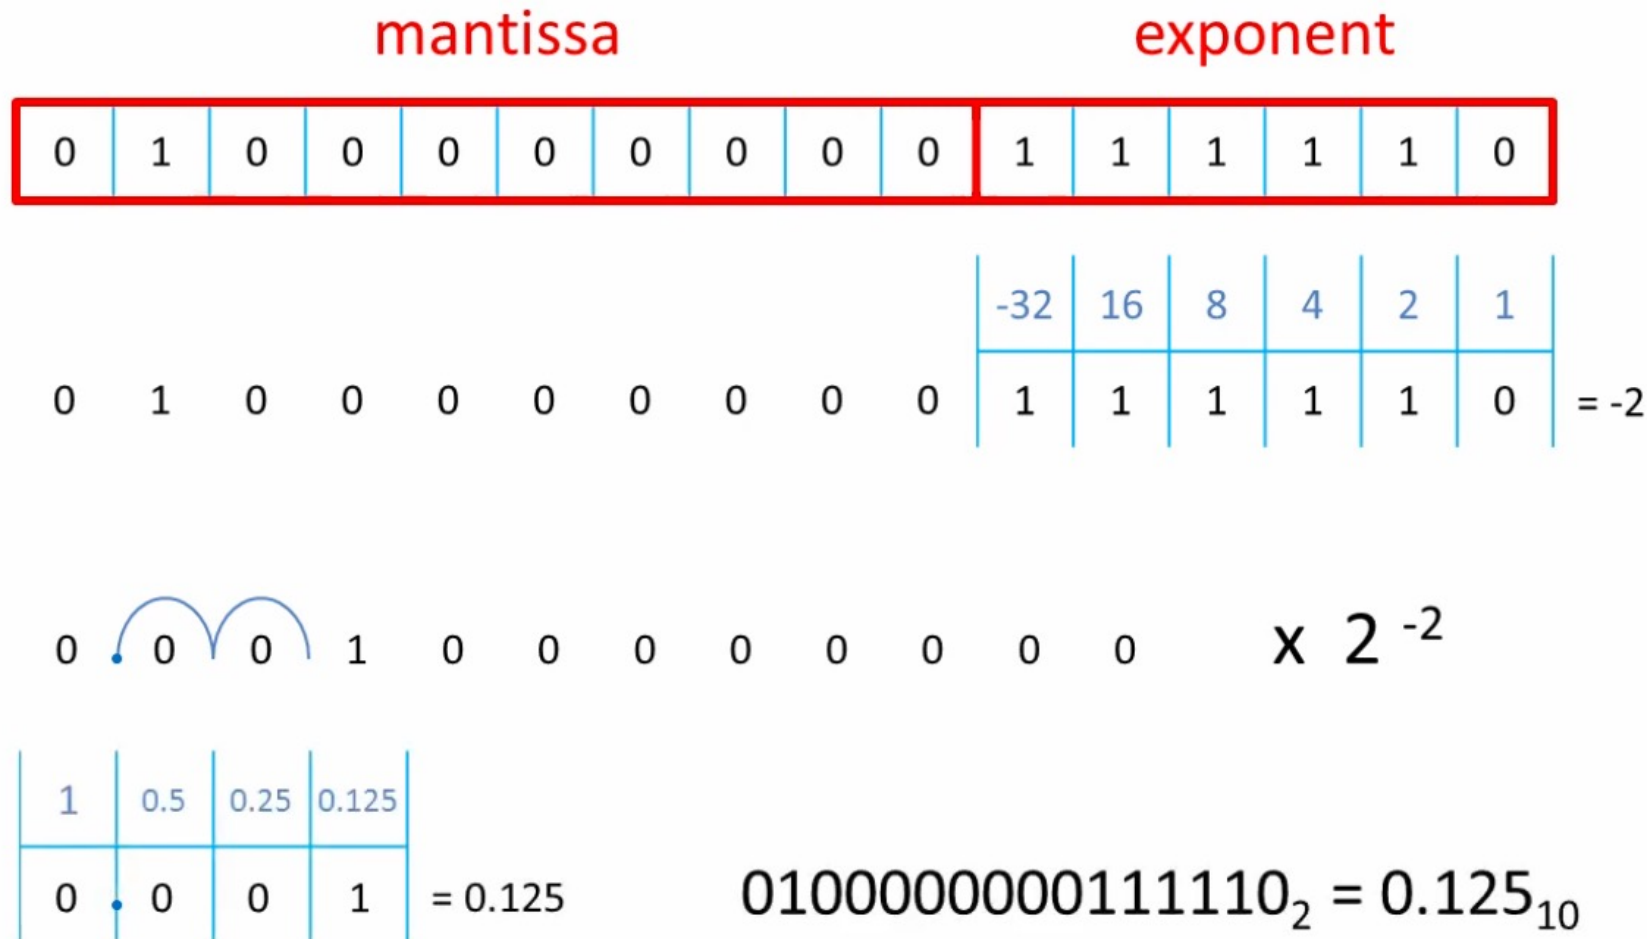 mantissa exponent
0 1 0 0 0 0 0 0 0 0 1 1 1 1 1 0
-32 16 8 4 2 1
0 1 0 0 0 0 0 0 0 0 1 1 1 1 1 0 = -2
0 . 0 0 1 0 0 0 0 0 0 0 0 x 2 ⁻²
1 0.5 0.25 0.125
0 . 0 0 1 = 0.125 0100000000111110₂ = 0.125₁₀